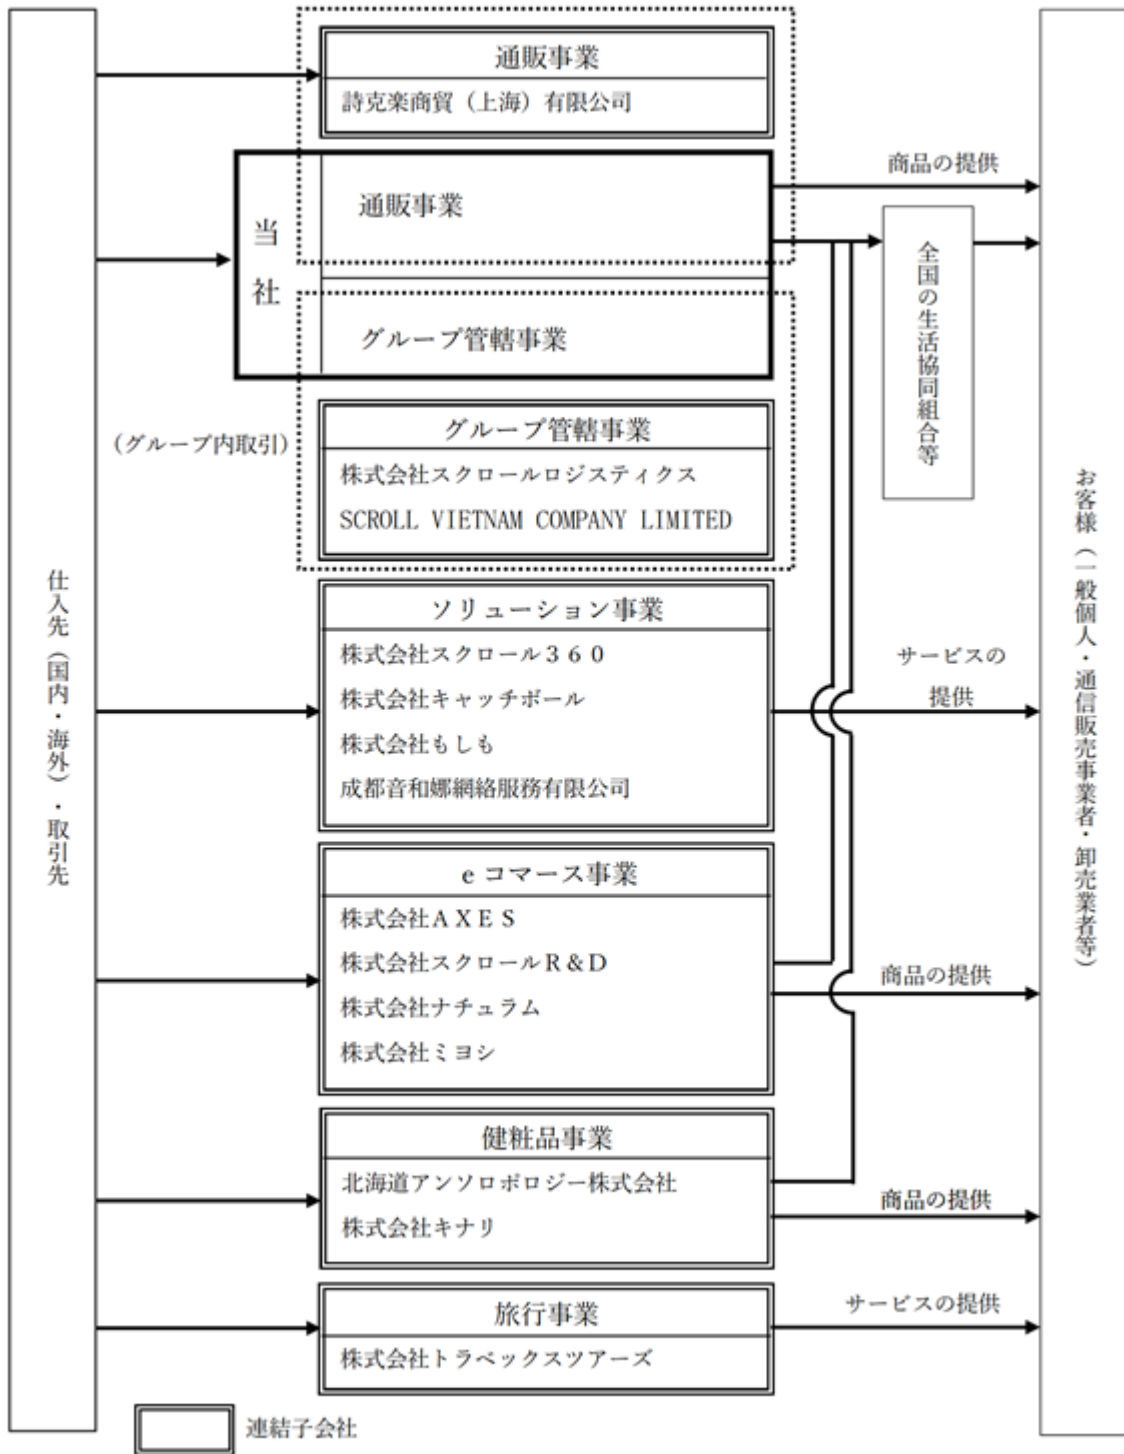 通販事業
詩克楽商貿（上海）有限公司
当社
通販事業
グループ管轄事業
商品の提供
全国の生活協同組合等
（グループ内取引）
グループ管轄事業
株式会社スクロールロジスティクス
SCROLL VIETNAM COMPANY LIMITED
仕入先（国内・海外）・取引先
ソリューション事業
株式会社スクロール３６０
株式会社キャッチボール
株式会社もしも
成都音和娜網絡服務有限公司
サービスの
提供
お客様（一般個人・通信販売事業者・卸売業者等）
eコマース事業
株式会社ＡＸＥＳ
株式会社スクロールＲ＆Ｄ
株式会社ナチュラム
株式会社ミヨシ
商品の提供
健粧品事業
北海道アンソロポロジー株式会社
株式会社キナリ
商品の提供
旅行事業
株式会社トラベックスツアーズ
サービスの提供
連結子会社